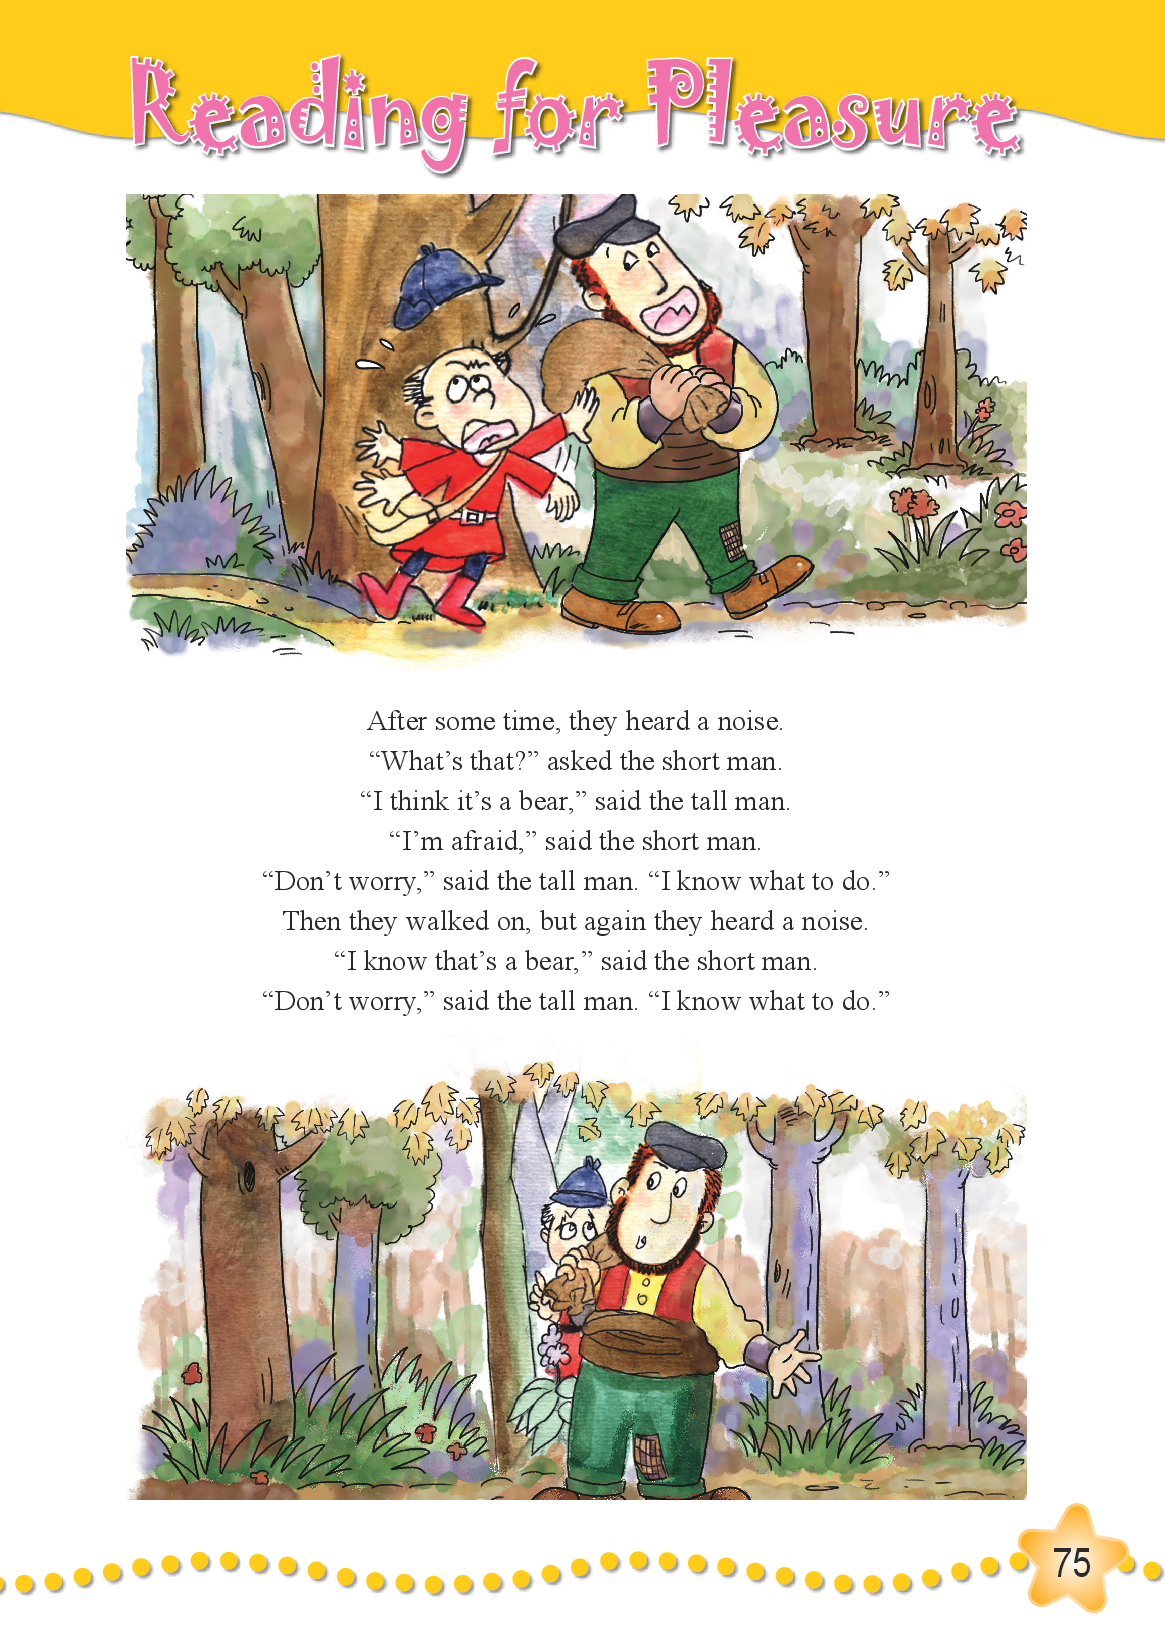 Reading for Pleasure
After some time, they heard a noise.
“What’s that?” asked the short man.
“I think it’s a bear,” said the tall man.
“I’m afraid,” said the short man.
“Don’t worry,” said the tall man. “I know what to do.”
Then they walked on, but again they heard a noise.
“I know that’s a bear,” said the short man.
“Don’t worry,” said the tall man. “I know what to do.”
75